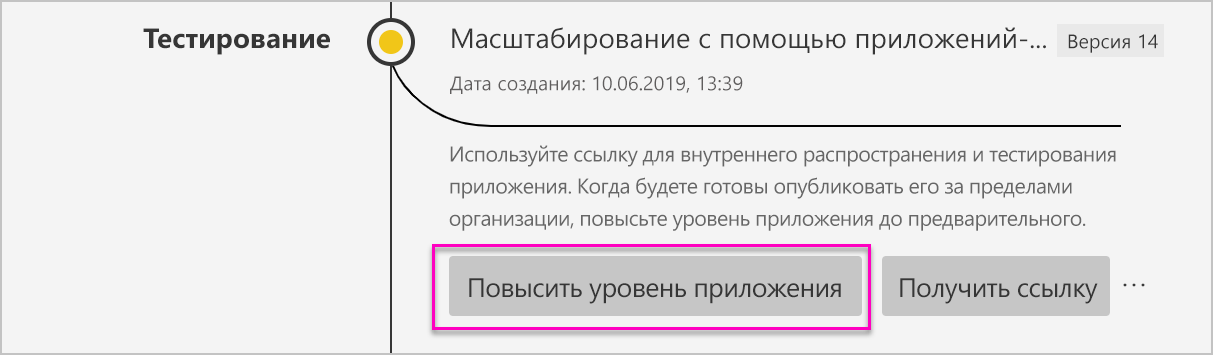 Тестирование
Масштабирование с помощью приложений-...
Версия 14
Дата создания: 10.06.2019, 13:39
Используйте ссылку для внутреннего распространения и тестирования
приложения. Когда будете готовы опубликовать его за пределами
организации, повысьте уровень приложения до предварительного.
Повысить уровень приложения
Получить ссылку
...